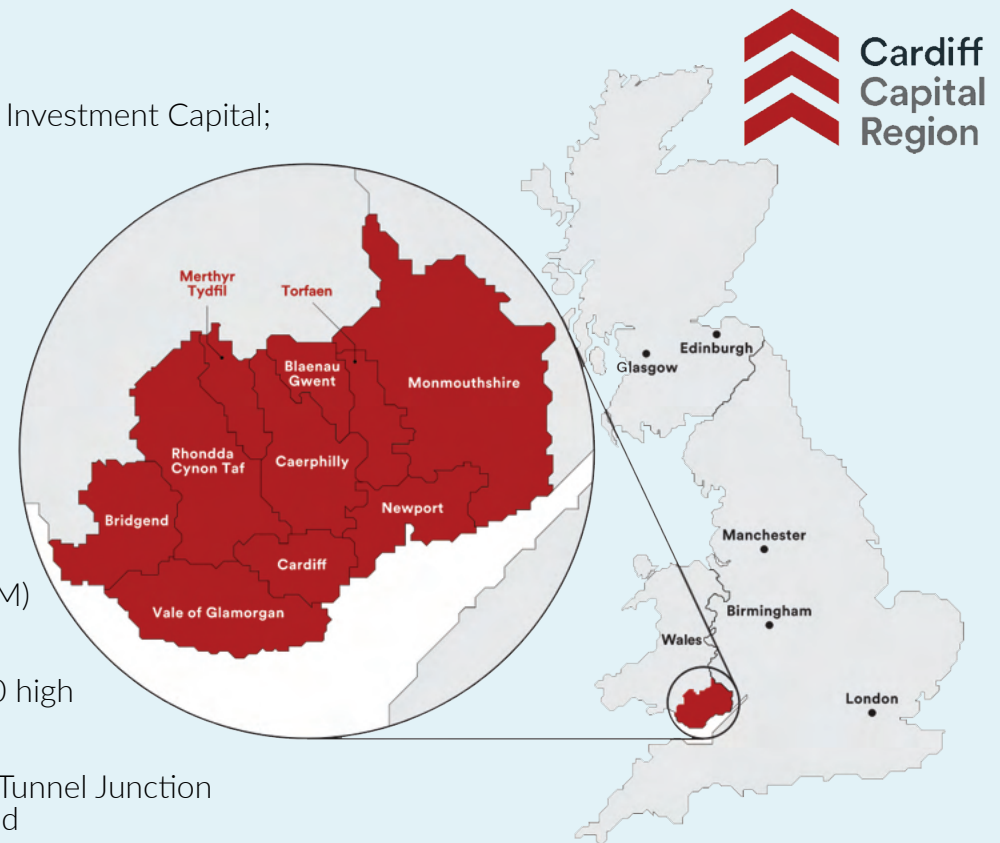 Cardiff
Capital
Region
Investment Capital;
Merthyr
Tydfil
Torfaen
Blaenau
Gwent
Monmouthshire
Rhondda
Cynon Taf
Caerphilly
Bridgend
Newport
Cardiff
Vale of Glamorgan
Edinburgh
Glasgow
Manchester
Birmingham
Wales
London
M)
0 high
Tunnel Junction
d